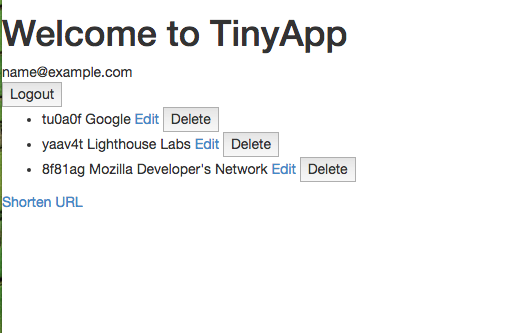 Welcome to TinyApp
name@example.com
Logout
tu0a0f Google Edit Delete
yaav4t Lighthouse Labs Edit Delete
8f81ag Mozilla Developer's Network Edit Delete
Shorten URL